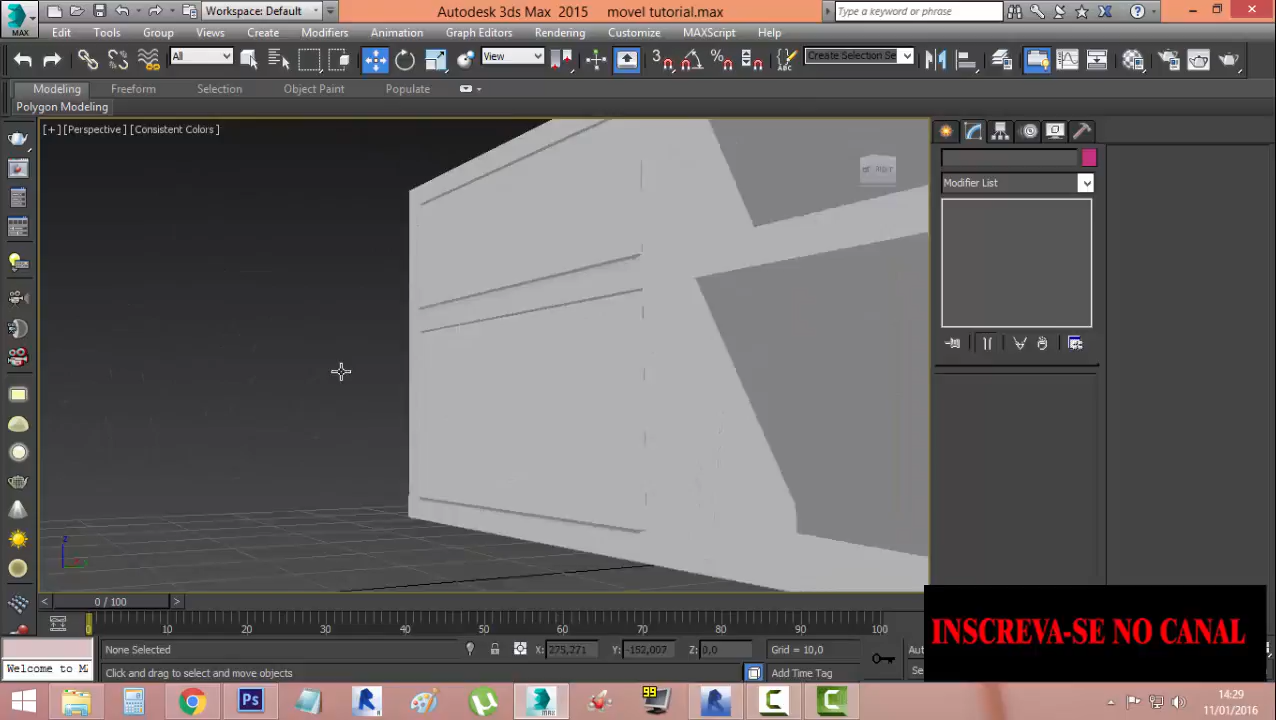 MAX
Workspace: Default
Autodesk 3ds Max 2015 movel tutorial.max
Type a keyword or phrase
Edit Tools Group Views Create Modifiers Animation Graph Editors Rendering Customize MAXScript Help
All
View
3
Create Selection Se
Modeling Freeform Selection Object Paint Populate
Polygon Modeling
[+] [Perspective] [Consistent Colors]
Modifier List
z
0 / 100
0 10 20 30 40 50 60 70 80 90 100
None Selected
X: 275,271 Y: -152,007 Z: 0,0
Grid = 10,0
Welcome to M
Click and drag to select and move objects
Add Time Tag
INSCREVA-SE NO CANAL
Ps
99
14:29
11/01/2016